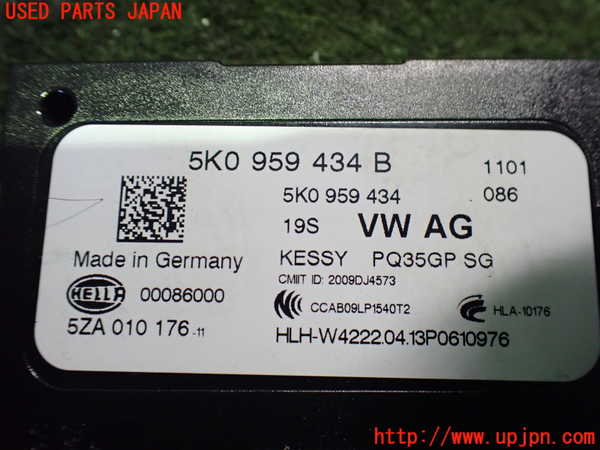 USED PARTS JAPAN
5K0 959 434 B
1101
5K0 959 434
086
19S VW AG
Made in Germany
KESSY PQ35GP SG
CMIIT ID: 2009DJ4573
HELLA 00086000
CCAB09LP1540T2
HLA-10176
5ZA 010 176 -11
HLH-W4222.04.13P0610976
http://www.upjpn.com/